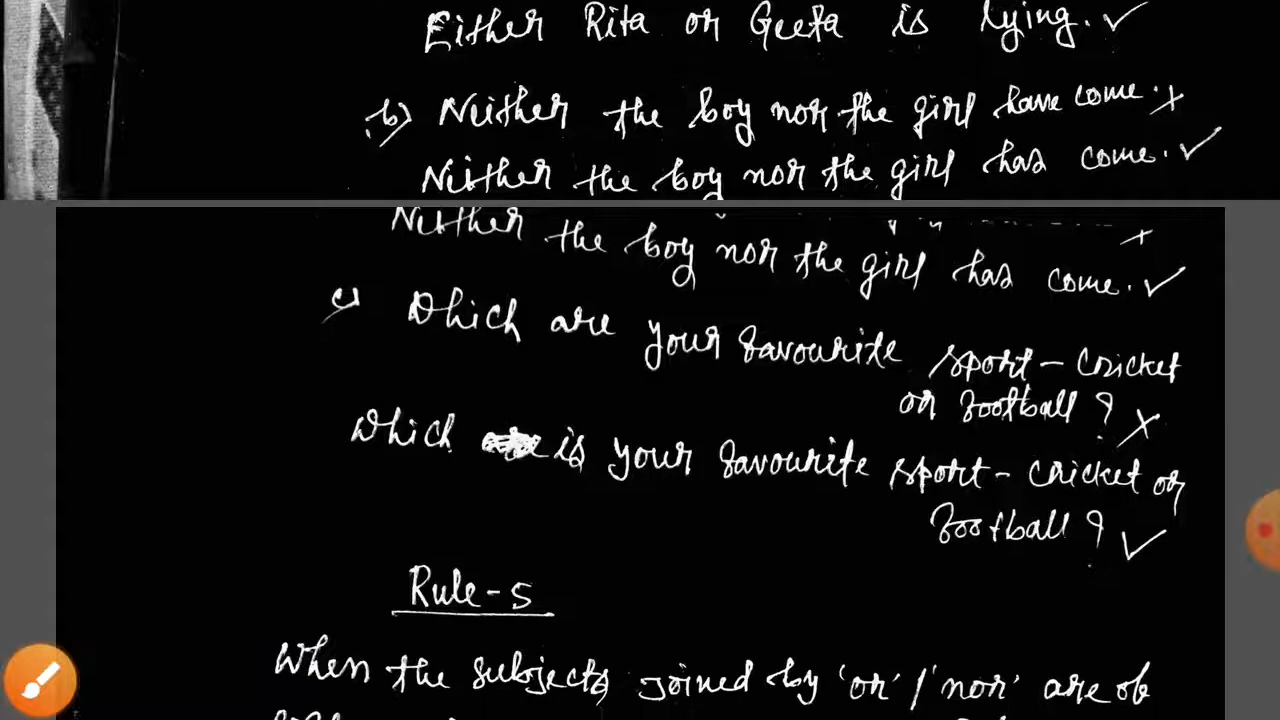 Either Rita or Geeta is lying. ✓
b) Neither the boy nor the girl have come. ×
Neither the boy nor the girl has come. ✓
Neither the boy nor the girl has come. ✓
c) Which are your favourite sport - cricket
or football ? ×
Which is your favourite sport - cricket or
football ? ✓
Rule - 5
When the subjects joined by 'or' / 'nor' are of